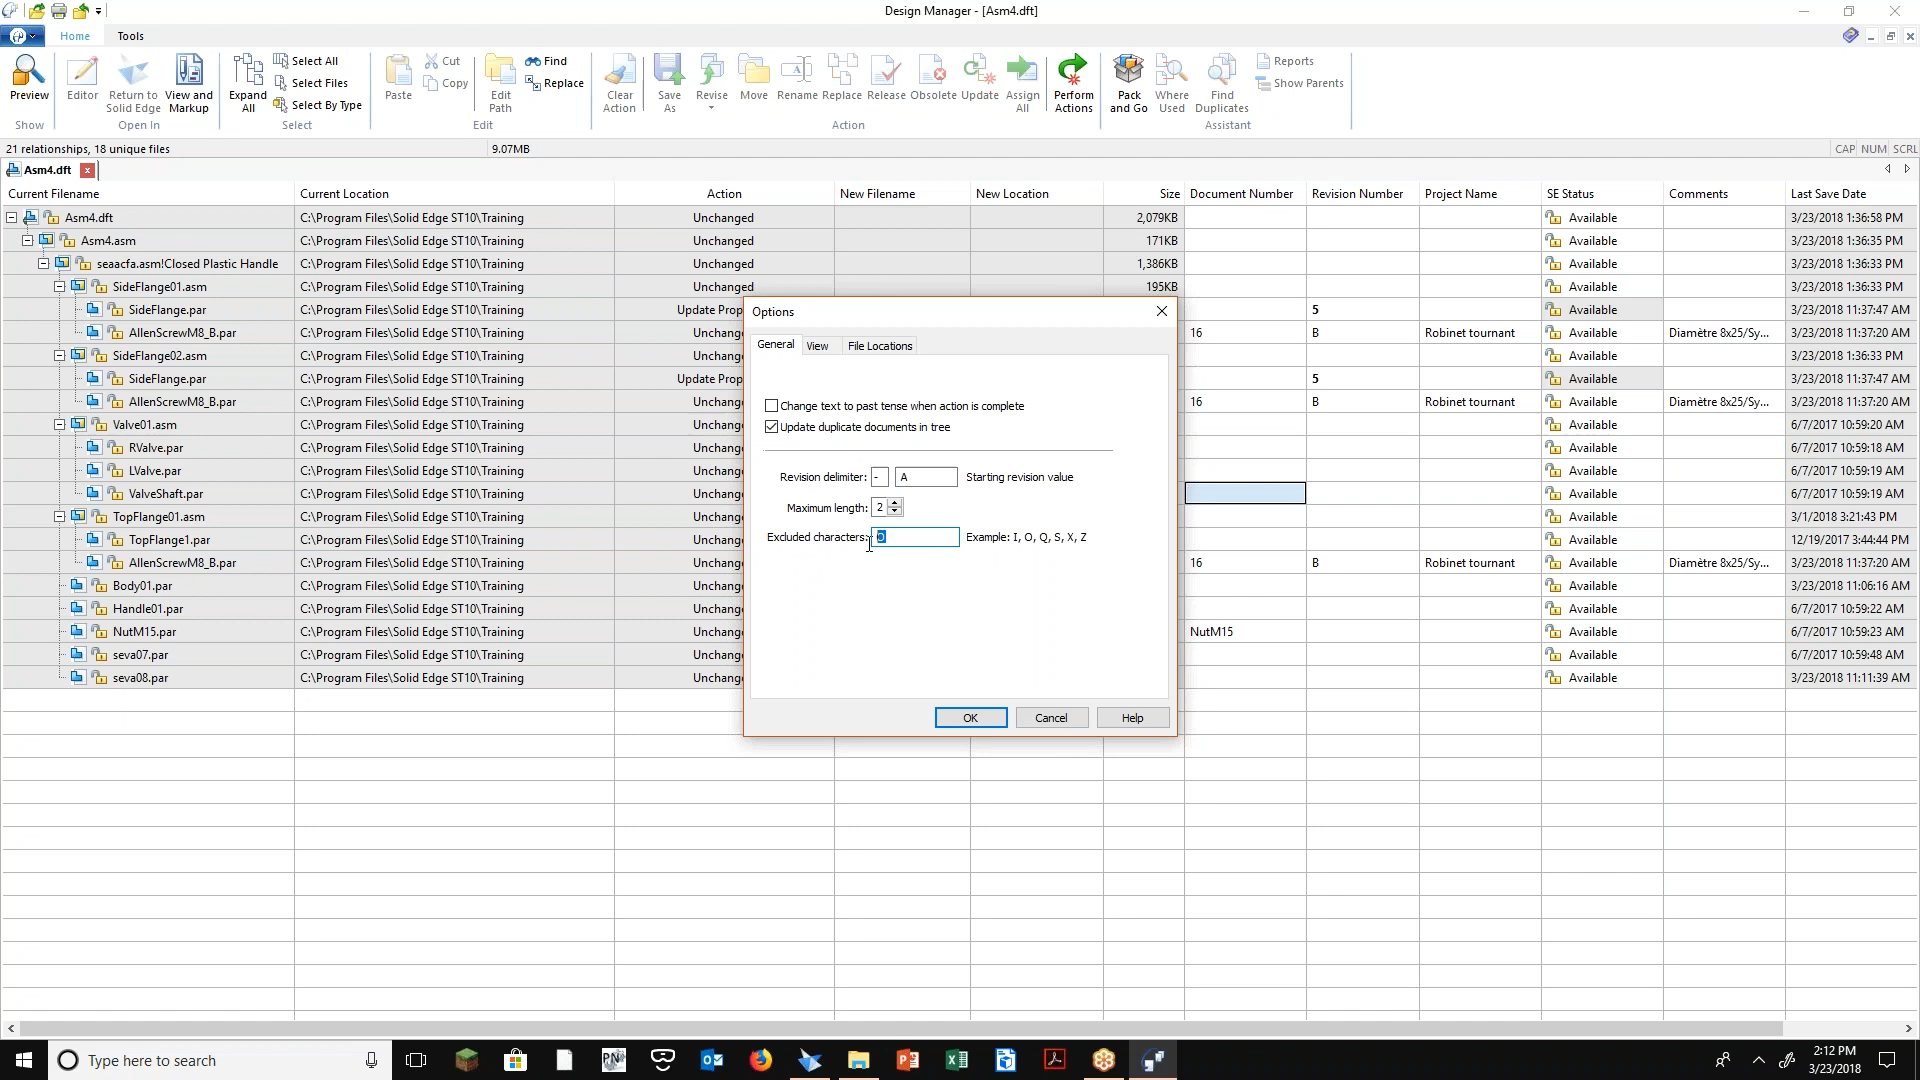 Design Manager - [Asm4.dft]
Home Tools
Preview Editor Return to Solid Edge View and Markup Expand All Select All Select Files Select By Type Paste Cut Copy Edit Path Find Replace Clear Action Save As Revise Move Rename Replace Release Obsolete Update Assign All Perform Actions Pack and Go Where Used Find Duplicates Reports Show Parents
Show Open In Select Edit Action Assistant
21 relationships, 18 unique files 9.07MB CAP NUM SCRL
Asm4.dft
Current Filename Current Location Action New Filename New Location Size Document Number Revision Number Project Name SE Status Comments Last Save Date
Asm4.dft C:\Program Files\Solid Edge ST10\Training Unchanged 2,079KB Available 3/23/2018 1:36:58 PM
Asm4.asm C:\Program Files\Solid Edge ST10\Training Unchanged 171KB Available 3/23/2018 1:36:35 PM
seaacfa.asm!Closed Plastic Handle C:\Program Files\Solid Edge ST10\Training Unchanged 1,386KB Available 3/23/2018 1:36:33 PM
SideFlange01.asm C:\Program Files\Solid Edge ST10\Training Unchanged 195KB Available 3/23/2018 1:36:33 PM
SideFlange.par C:\Program Files\Solid Edge ST10\Training Update Prop 5 Available 3/23/2018 11:37:47 AM
AllenScrewM8_B.par C:\Program Files\Solid Edge ST10\Training Unchang 16 B Robinet tournant Available Diamètre 8x25/Sy... 3/23/2018 11:37:20 AM
SideFlange02.asm C:\Program Files\Solid Edge ST10\Training Unchang Available 3/23/2018 1:36:33 PM
SideFlange.par C:\Program Files\Solid Edge ST10\Training Update Prop 5 Available 3/23/2018 11:37:47 AM
AllenScrewM8_B.par C:\Program Files\Solid Edge ST10\Training Unchang 16 B Robinet tournant Available Diamètre 8x25/Sy... 3/23/2018 11:37:20 AM
Valve01.asm C:\Program Files\Solid Edge ST10\Training Unchang Available 6/7/2017 10:59:20 AM
RValve.par C:\Program Files\Solid Edge ST10\Training Unchang Available 6/7/2017 10:59:18 AM
LValve.par C:\Program Files\Solid Edge ST10\Training Unchang Available 6/7/2017 10:59:19 AM
ValveShaft.par C:\Program Files\Solid Edge ST10\Training Unchang Available 6/7/2017 10:59:19 AM
TopFlange01.asm C:\Program Files\Solid Edge ST10\Training Unchang Available 3/1/2018 3:21:43 PM
TopFlange1.par C:\Program Files\Solid Edge ST10\Training Unchang Available 12/19/2017 3:44:44 PM
AllenScrewM8_B.par C:\Program Files\Solid Edge ST10\Training Unchang 16 B Robinet tournant Available Diamètre 8x25/Sy... 3/23/2018 11:37:20 AM
Body01.par C:\Program Files\Solid Edge ST10\Training Unchang Available 3/23/2018 11:06:16 AM
Handle01.par C:\Program Files\Solid Edge ST10\Training Unchang Available 6/7/2017 10:59:22 AM
NutM15.par C:\Program Files\Solid Edge ST10\Training Unchang NutM15 Available 6/7/2017 10:59:23 AM
seva07.par C:\Program Files\Solid Edge ST10\Training Unchang Available 6/7/2017 10:59:48 AM
seva08.par C:\Program Files\Solid Edge ST10\Training Unchang Available 3/23/2018 11:11:39 AM
Options
General View File Locations
Change text to past tense when action is complete
Update duplicate documents in tree
Revision delimiter: - A Starting revision value
Maximum length: 2
Excluded characters: Example: I, O, Q, S, X, Z
OK Cancel Help
Type here to search
PN
2:12 PM
3/23/2018